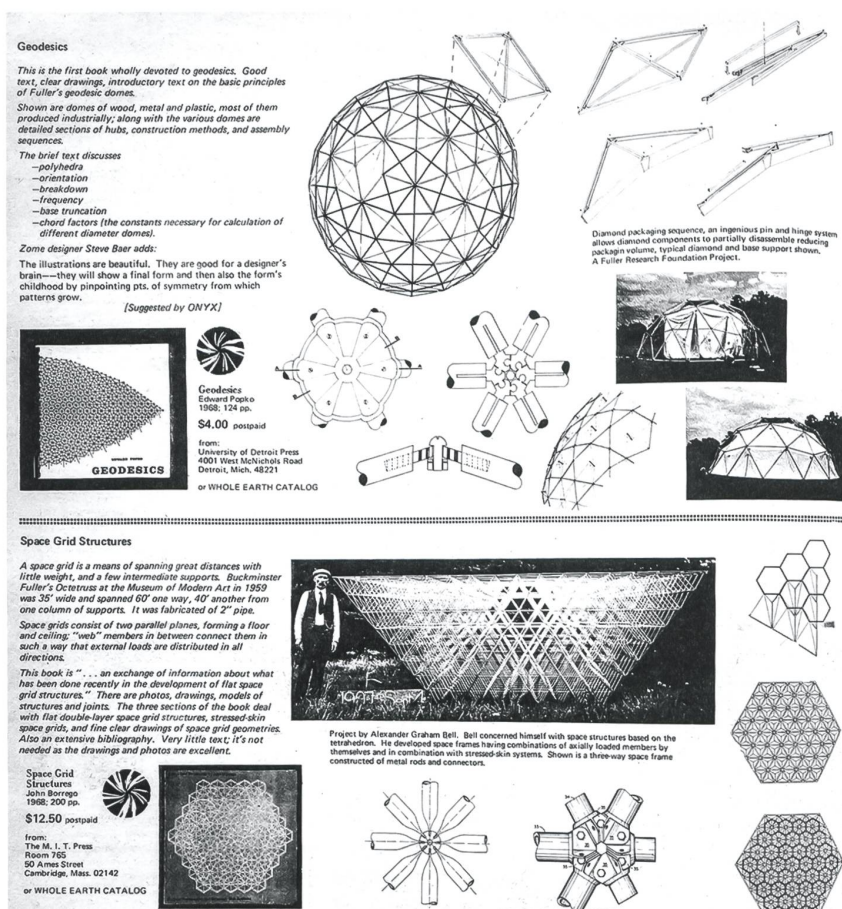 Geodesics
This is the first book wholly devoted to geodesics. Good
text, clear drawings, introductory text on the basic principles
of Fuller's geodesic domes.
Shown are domes of wood, metal and plastic, most of them
produced industrially; along with the various domes are
detailed sections of hubs, construction methods, and assembly
sequences.
The brief text discusses
—polyhedra
—orientation
—breakdown
—frequency
—base truncation
—chord factors (the constants necessary for calculation of
different diameter domes).
Zome designer Steve Baer adds:
The illustrations are beautiful. They are good for a designer's
brain——they will show a final form and then also the form's
childhood by pinpointing pts. of symmetry from which
patterns grow.
[Suggested by ONYX]
Diamond packaging sequence, an ingenious pin and hinge system
allows diamond components to partially disassemble reducing
packagin volume, typical diamond and base support shown.
A Fuller Research Foundation Project.
EDWARD POPKO
GEODESICS
Geodesics
Edward Popko
1968; 124 pp.
$4.00 postpaid
from:
University of Detroit Press
4001 West McNichols Road
Detroit, Mich. 48221
or WHOLE EARTH CATALOG
Space Grid Structures
A space grid is a means of spanning great distances with
little weight, and a few intermediate supports. Buckminster
Fuller's Octetruss at the Museum of Modern Art in 1959
was 35' wide and spanned 60' one way, 40' another from
one column of supports. It was fabricated of 2" pipe.
Space grids consist of two parallel planes, forming a floor
and ceiling; "web" members in between connect them in
such a way that external loads are distributed in all
directions.
This book is ". . . an exchange of information about what
has been done recently in the development of flat space
grid structures." There are photos, drawings, models of
structures and joints. The three sections of the book deal
with flat double-layer space grid structures, stressed-skin
space grids, and fine clear drawings of space grid geometries.
Also an extensive bibliography. Very little text; it's not
needed as the drawings and photos are excellent.
Project by Alexander Graham Bell. Bell concerned himself with space structures based on the
tetrahedron. He developed space frames having combinations of axially loaded members by
themselves and in combination with stressed-skin systems. Shown is a three-way space frame
constructed of metal rods and connectors.
Space Grid
Structures
John Borrego
1968; 200 pp.
$12.50 postpaid
from:
The M. I. T. Press
Room 765
50 Ames Street
Cambridge, Mass. 02142
or WHOLE EARTH CATALOG